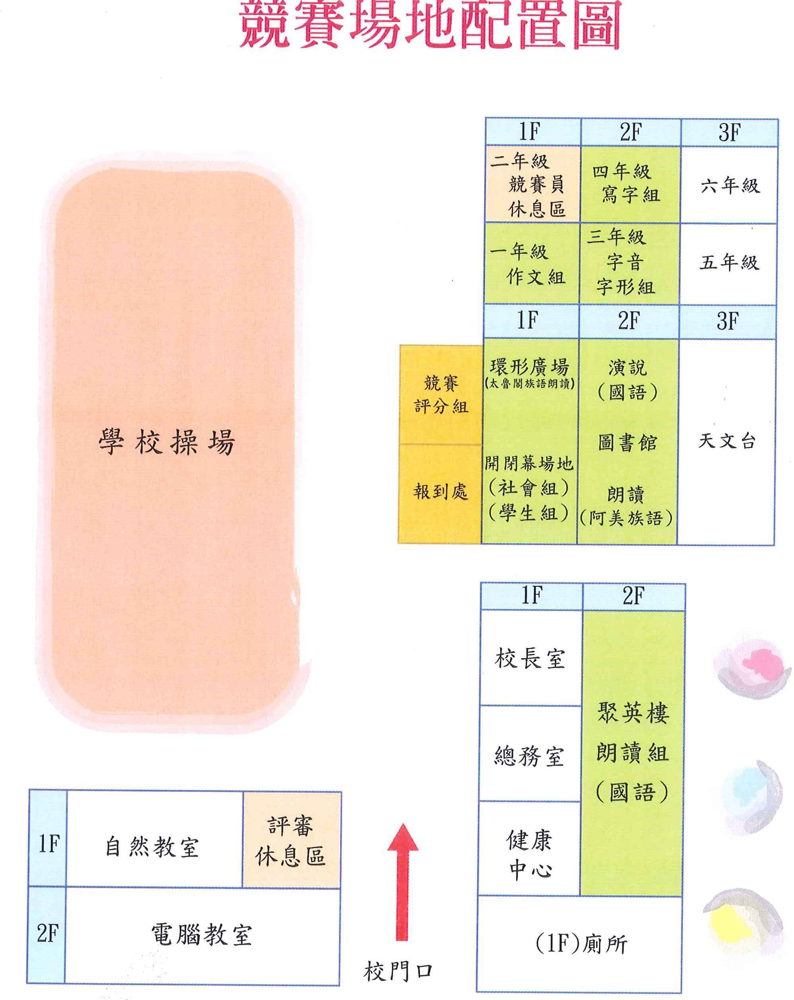 競賽場地配置圖
1F 2F 3F
二年級
競賽員
休息區
四年級
寫字組
六年級
一年級
作文組
三年級
字音
字形組
五年級
1F 2F 3F
競賽
評分組
報到處
環形廣場
(太魯閣族語朗讀)
開閉幕場地
(社會組)
(學生組)
演說
(國語)
圖書館
朗讀
(阿美族語)
天文台
學校操場
1F 2F
校長室
總務室
健康
中心
聚英樓
朗讀組
(國語)
(1F)廁所
1F
自然教室
評審
休息區
2F
電腦教室
校門口